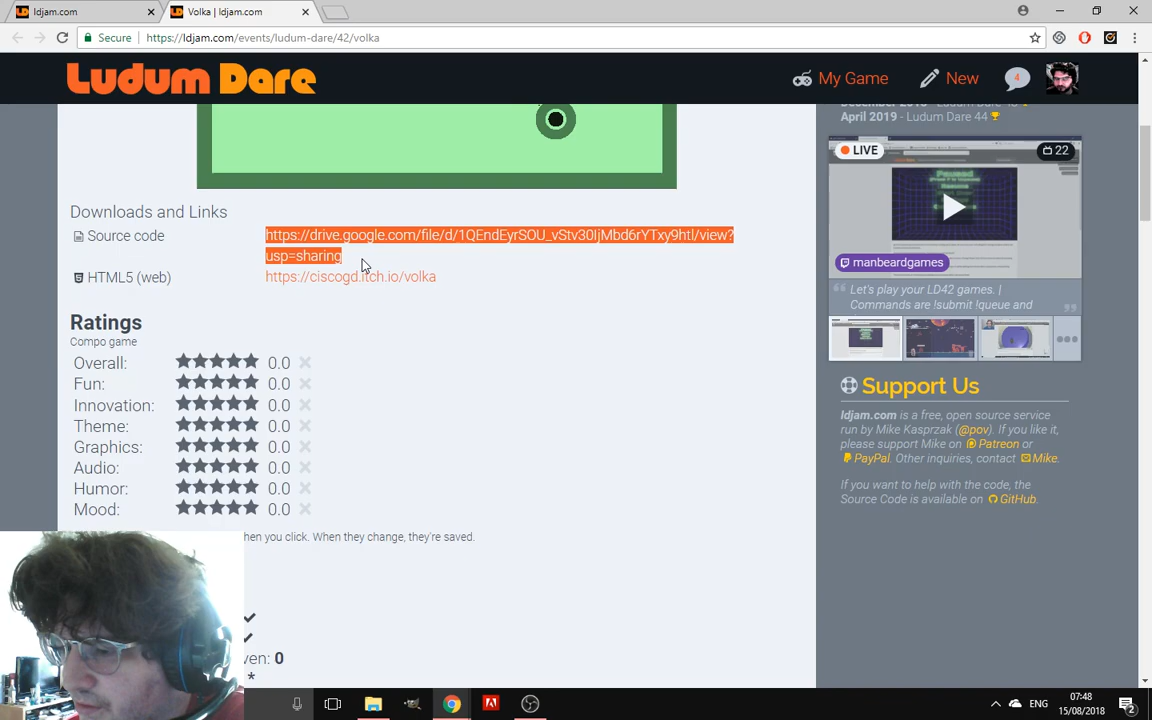 ldjam.com
Volka | ldjam.com
Secure
https://ldjam.com/events/ludum-dare/42/volka
LUDUM DARE
My Game
New
4
April 2019 - Ludum Dare 44
Downloads and Links
Source code
https://drive.google.com/file/d/1QEndEyrSOU_vStv30IjMbd6rYTxy9htl/view?
usp=sharing
HTML5 (web)
https://ciscogd.itch.io/volka
Ratings
Compo game
Overall: 0.0
Fun: 0.0
Innovation: 0.0
Theme: 0.0
Graphics: 0.0
Audio: 0.0
Humor: 0.0
Mood: 0.0
hen you click. When they change, they're saved.
ven: 0
*
LIVE
22
Paused
manbeardgames
Let's play your LD42 games. |
Commands are !submit !queue and
Support Us
ldjam.com is a free, open source service
run by Mike Kasprzak (@pov). If you like it,
please support Mike on Patreon or
PayPal. Other inquiries, contact Mike.
If you want to help with the code, the
Source Code is available on GitHub.
ENG
07:48
15/08/2018
2